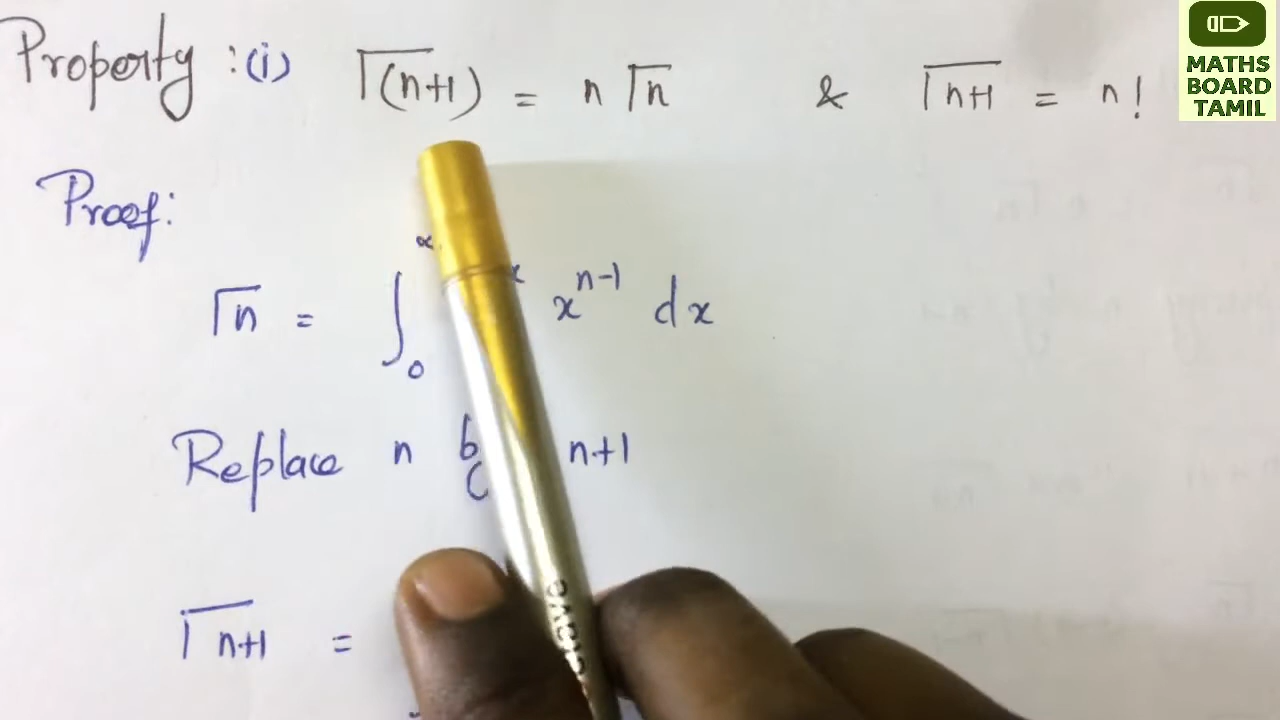 Property : (i) Γ(n+1) = n Γn & Γn+1 = n!
MATHS
BOARD
TAMIL
Proof:
Γn = ∫₀ x^{n-1} dx
Replace n n+1
Γn+1 =